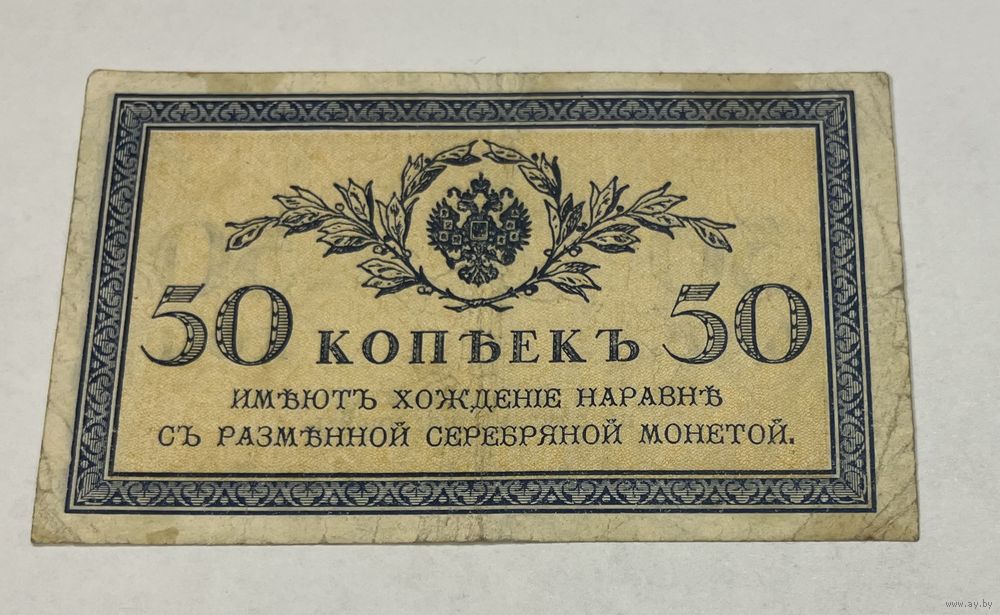 50 КОПѢЕКЪ 50
ИМѢЮТЪ ХОЖДЕНІЕ НАРАВНѢ
СЪ РАЗМѢННОЙ СЕРЕБРЯНОЙ МОНЕТОЙ.
www.ay.by